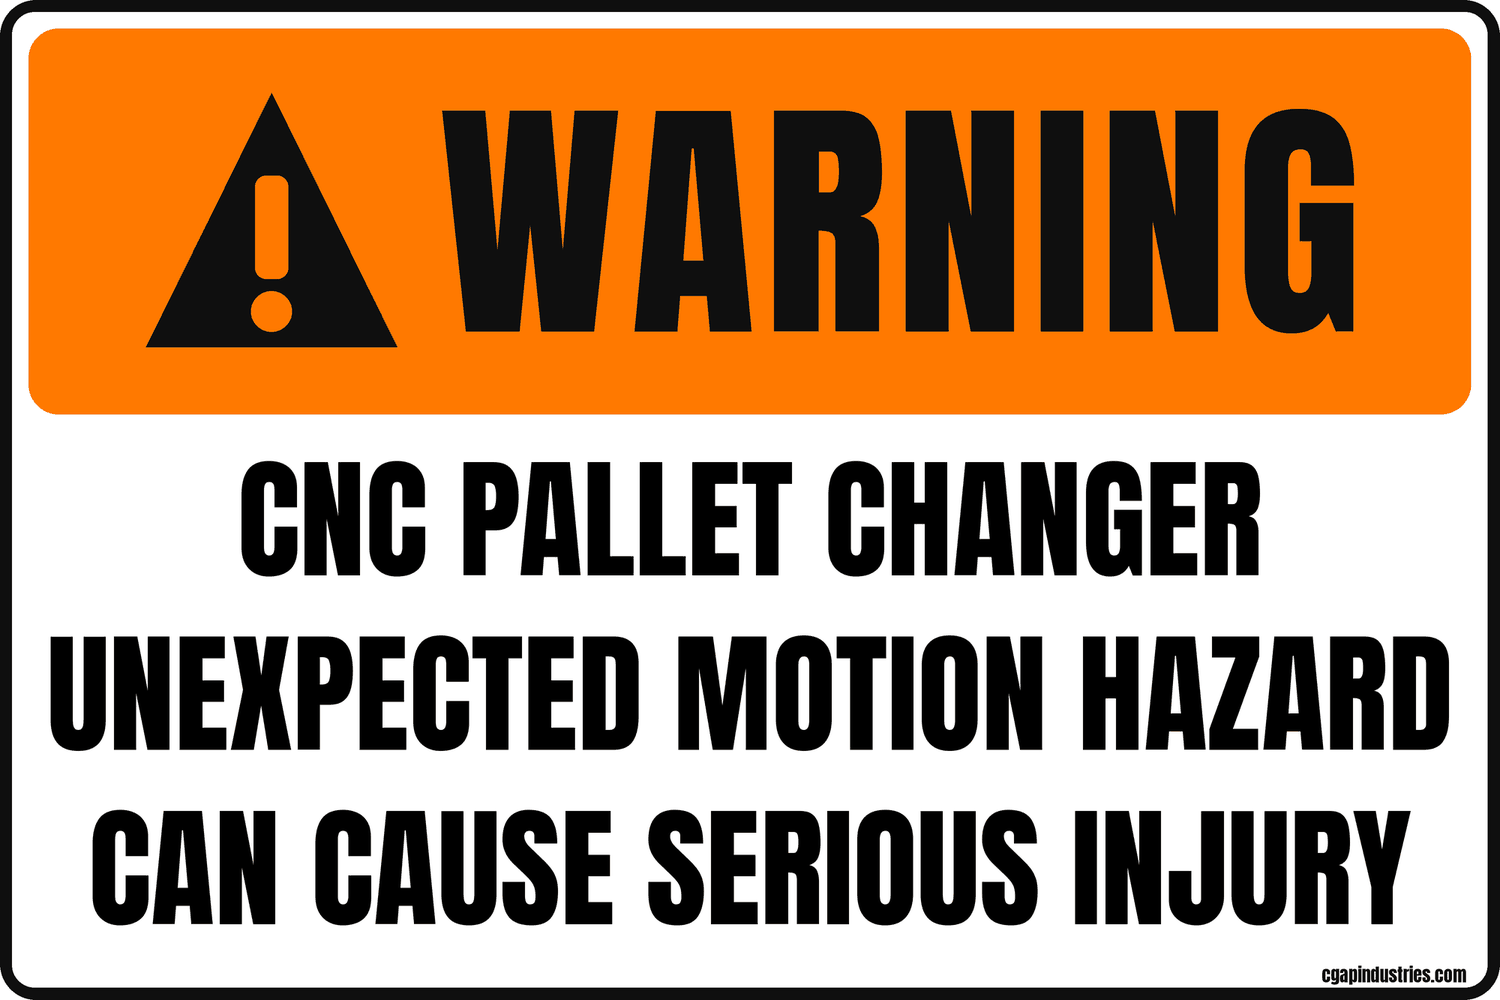 WARNING
CNC PALLET CHANGER
UNEXPECTED MOTION HAZARD
CAN CAUSE SERIOUS INJURY
cgapindustries.com